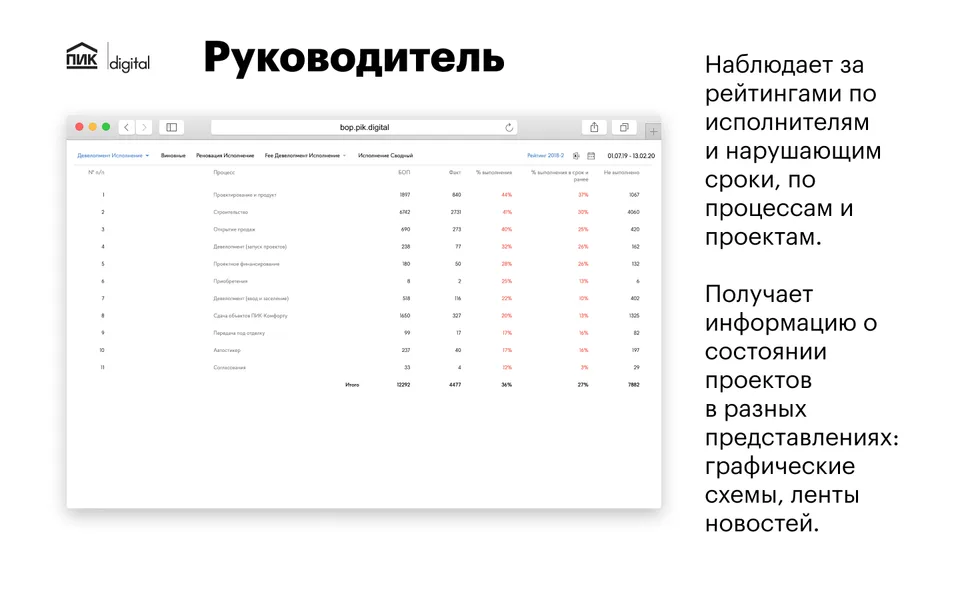 ПИК digital
Руководитель
bop.pik.digital
Девелопмент Исполнения Виновные Реновация Исполнение Fee Девелопмент Исполнение Исполнение Сводный Рейтинг 2018-2 01.07.19 - 13.02.20
№ п/п Процесс БОП Факт % выполнения % выполнения в срок и ранее Не выполнено
1 Проектирование и продукт 1897 840 44% 37% 1067
2 Строительство 6742 2731 41% 30% 4060
3 Открытие продаж 690 273 40% 25% 420
4 Девелопмент (запуск проектов) 238 77 32% 26% 162
5 Проектное финансирование 180 50 28% 26% 132
6 Приобретения 8 2 25% 13% 6
7 Девелопмент (ввод и заселение) 518 116 22% 10% 402
8 Сдача объектов ПИК-Комфорту 1650 327 20% 12% 1325
9 Передача под отделку 99 17 17% 16% 82
10 Автостикер 237 40 17% 16% 197
11 Согласования 33 4 12% 3% 29
Итого 12292 4477 36% 27% 7882
Наблюдает за
рейтингами по
исполнителям
и нарушающим
сроки, по
процессам и
проектам.
Получает
информацию о
состоянии
проектов
в разных
представлениях:
графические
схемы, ленты
новостей.